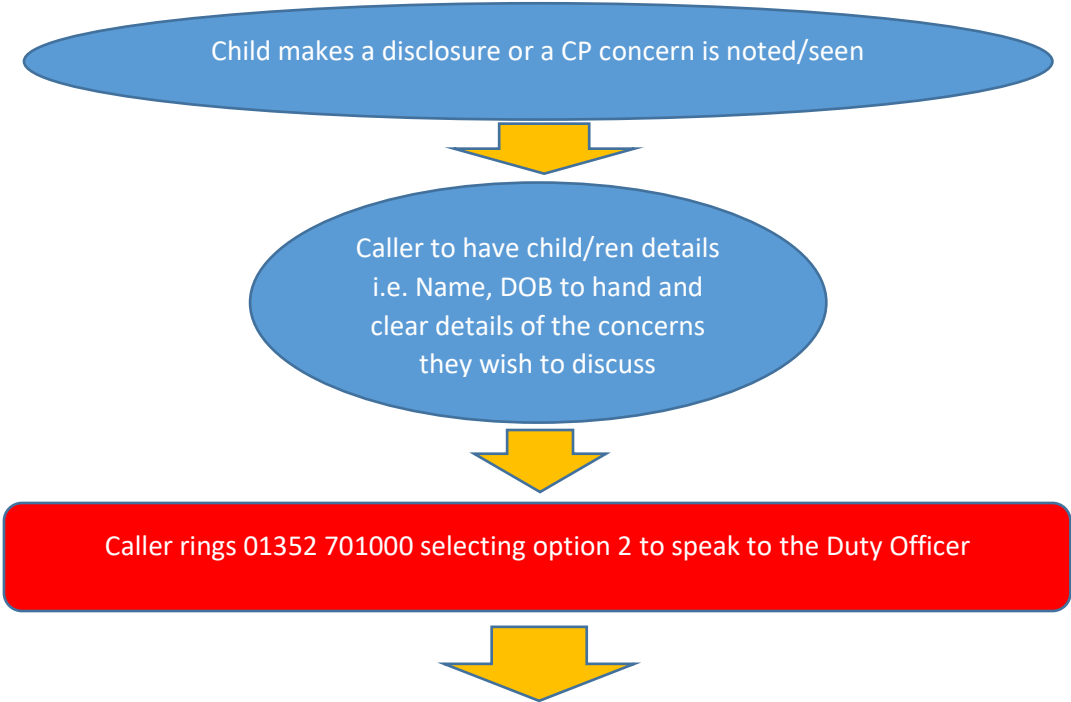 Child makes a disclosure or a CP concern is noted/seen
Caller to have child/ren details
i.e. Name, DOB to hand and
clear details of the concerns
they wish to discuss
Caller rings 01352 701000 selecting option 2 to speak to the Duty Officer